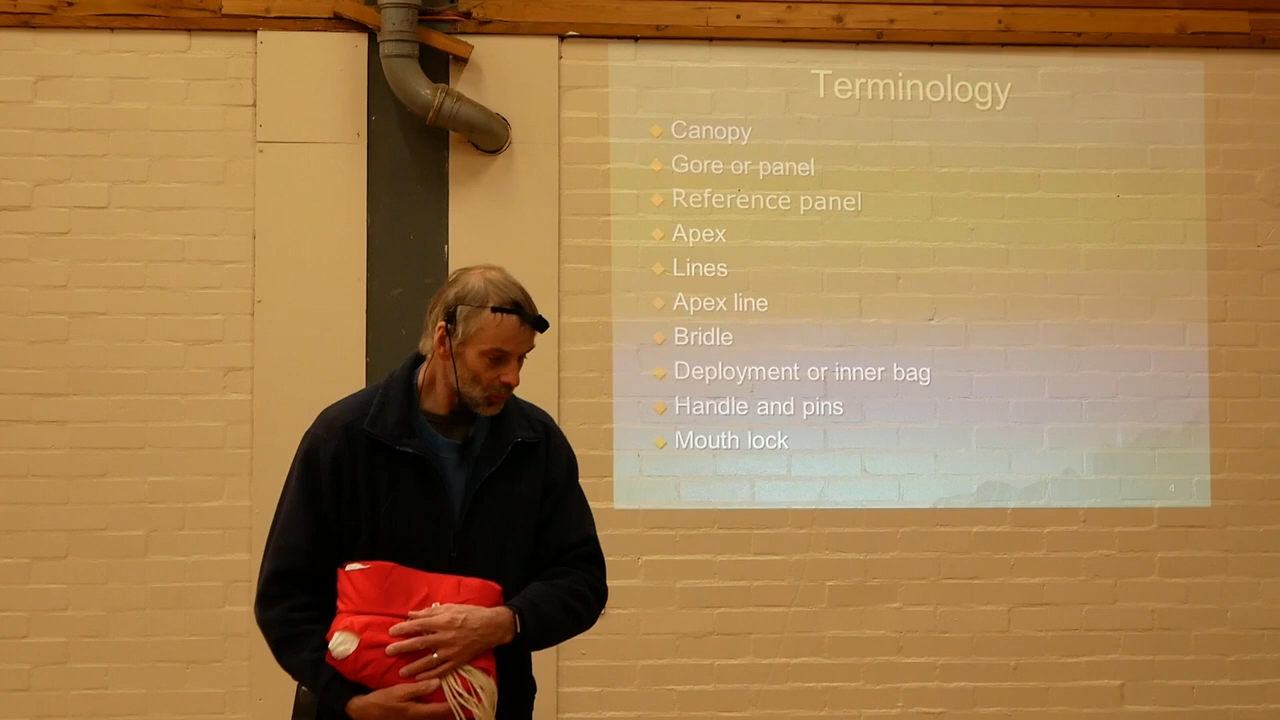 Terminology
Canopy
Gore or panel
Reference panel
Apex
Lines
Apex line
Bridle
Deployment or inner bag
Handle and pins
Mouth lock
4